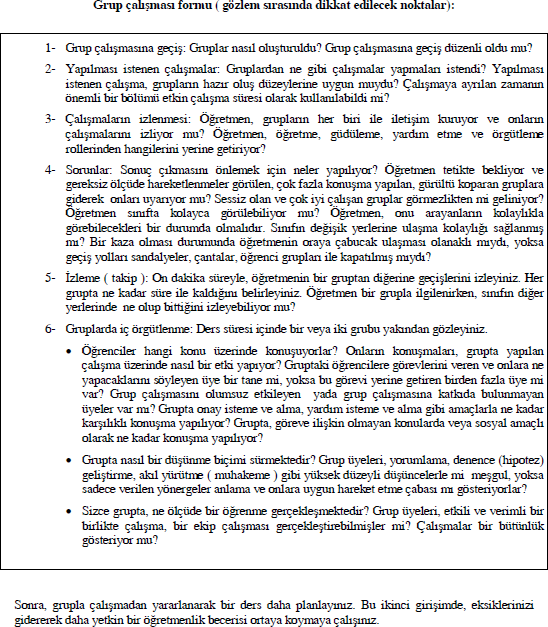 Grup çalışması formu ( gözlem sırasında dikkat edilecek noktalar):
1- Grup çalışmasına geçiş: Gruplar nasıl oluşturuldu? Grup çalışmasına geçiş düzenli oldu mu?
2- Yapılması istenen çalışmalar: Gruplardan ne gibi çalışmalar yapmaları istendi? Yapılması
istenen çalışma, grupların hazır oluş düzeylerine uygun muydu? Çalışmaya ayrılan zamanın
önemli bir bölümü etkin çalışma süresi olarak kullanılabildi mi?
3- Çalışmaların izlenmesi: Öğretmen, grupların her biri ile iletişim kuruyor ve onların
çalışmalarını izliyor mu? Öğretmen, öğretme, güdüleme, yardım etme ve örgütleme
rollerinden hangilerini yerine getiriyor?
4- Sorunlar: Sonuç çıkmasını önlemek için neler yapılıyor? Öğretmen tetikte bekliyor ve
gereksiz ölçüde hareketlenmeler görülen, çok fazla konuşma yapılan, gürültü koparan gruplara
giderek onları uyarıyor mu? Sessiz olan ve çok iyi çalışan gruplar görmezlikten mi geliniyor?
Öğretmen sınıfta kolayca görülebiliyor mu? Öğretmen, onu arayanların kolaylıkla
görebilecekleri bir durumda olmalıdır. Sınıfın değişik yerlerine ulaşma kolaylığı sağlanmış
mı? Bir kaza olması durumunda öğretmenin oraya çabucak ulaşması olanaklı mıydı, yoksa
geçiş yolları sandalyeler, çantalar, öğrenci grupları ile kapatılmış mıydı?
5- İzleme ( takip ): On dakika süreyle, öğretmenin bir gruptan diğerine geçişlerini izleyiniz. Her
grupta ne kadar süre ile kaldığını belirleyiniz. Öğretmen bir grupla ilgilenirken, sınıfın diğer
yerlerinde ne olup bittiğini izleyebiliyor mu?
6- Gruplarda iç örgütlenme: Ders süresi içinde bir veya iki grubu yakından gözleyiniz.
• Öğrenciler hangi konu üzerinde konuşuyorlar? Onların konuşmaları, grupta yapılan
çalışma üzerinde nasıl bir etki yapıyor? Gruptaki öğrencilere görevlerini veren ve onlara ne
yapacaklarını söyleyen üye bir tane mi, yoksa bu görevi yerine getiren birden fazla üye mi
var? Grup çalışmasını olumsuz etkileyen yada grup çalışmasına katkıda bulunmayan
üyeler var mı? Grupta onay isteme ve alma, yardım isteme ve alma gibi amaçlarla ne kadar
karşılıklı konuşma yapılıyor? Grupta, göreve ilişkin olmayan konularda veya sosyal amaçlı
olarak ne kadar konuşma yapılıyor?
• Grupta nasıl bir düşünme biçimi sürmektedir? Grup üyeleri, yorumlama, denence (hipotez)
geliştirme, akıl yürütme ( muhakeme ) gibi yüksek düzeyli düşüncelerle mi meşgul, yoksa
sadece verilen yönergeler anlama ve onlara uygun hareket etme çabası mı gösteriyorlar?
• Sizce grupta, ne ölçüde bir öğrenme gerçekleşmektedir? Grup üyeleri, etkili ve verimli bir
birlikte çalışma, bir ekip çalışması gerçekleştirebilmişler mi? Çalışmalar bir bütünlük
gösteriyor mu?
Sonra, grupla çalışmadan yararlanarak bir ders daha planlayınız. Bu ikinci girişimde, eksiklerinizi
gidererek daha yetkin bir öğretmenlik becerisi ortaya koymaya çalışınız.